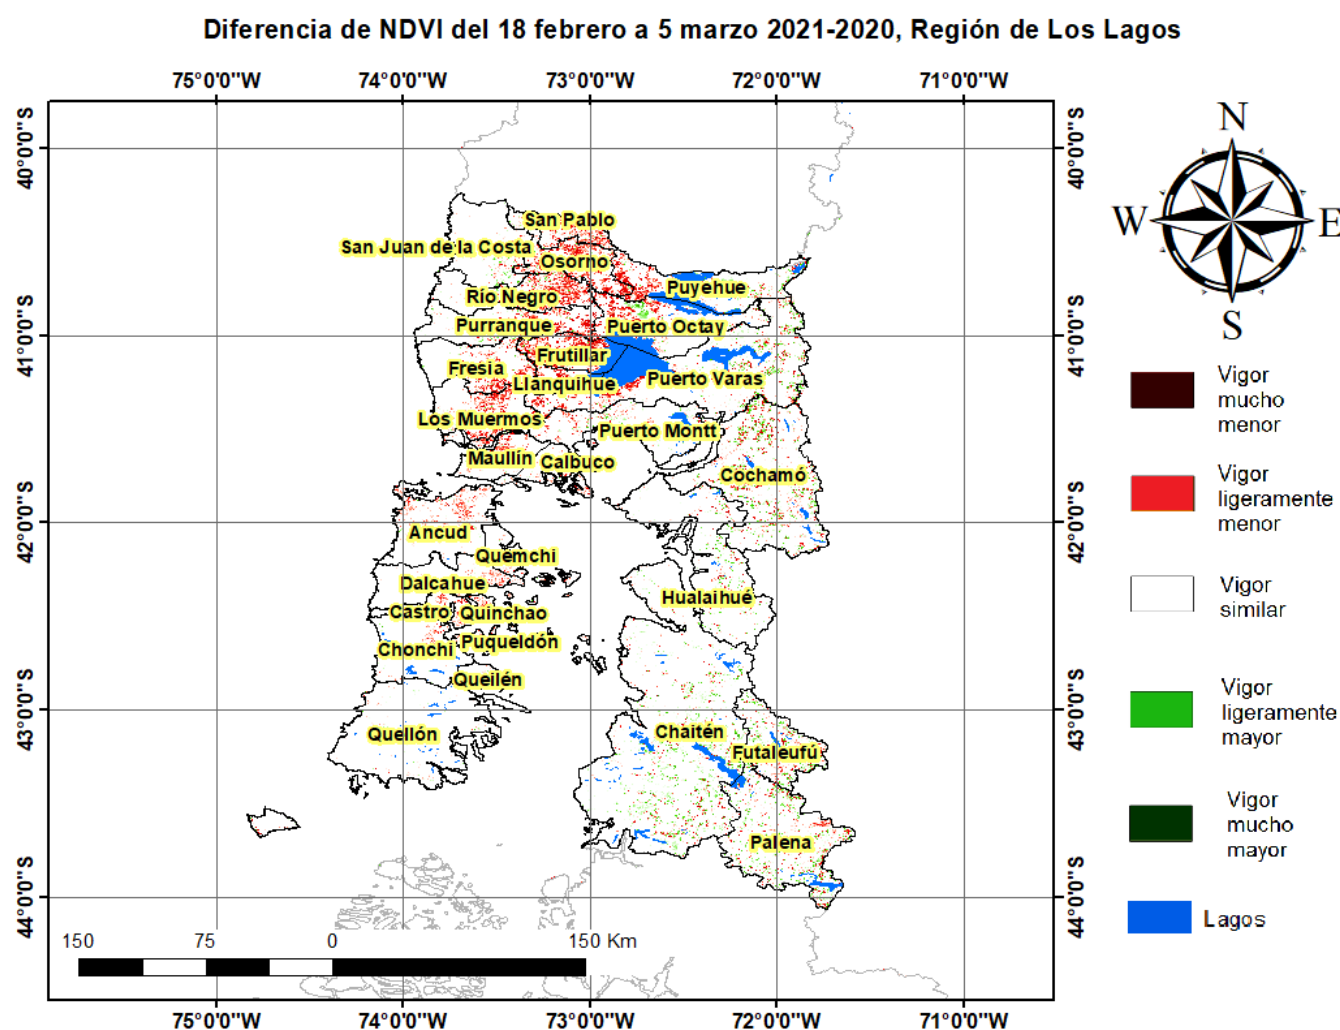 Diferencia de NDVI del 18 febrero a 5 marzo 2021-2020, Región de Los Lagos
75°0'0"W 74°0'0"W 73°0'0"W 72°0'0"W 71°0'0"W
40°0'0"S
41°0'0"S
42°0'0"S
43°0'0"S
44°0'0"S
San Pablo
San Juan de la Costa
Osorno
Puyehue
Río Negro
Purranque
Puerto Octay
Frutillar
Fresia
Llanquihue
Puerto Varas
Los Muermos
Puerto Montt
Maullin
Calbuco
Cochamó
Ancud
Quemchi
Dalcahue
Hualaihué
Castro
Quinchao
Chonchi
Puqueldón
Queilén
Quellón
Chaitén
Futaleufú
Palena
150 75 0 150 Km
40°0'0"S
41°0'0"S
42°0'0"S
43°0'0"S
44°0'0"S
75°0'0"W 74°0'0"W 73°0'0"W 72°0'0"W 71°0'0"W
N
W E
S
Vigor
mucho
menor
Vigor
ligeramente
menor
Vigor
similar
Vigor
ligeramente
mayor
Vigor
mucho
mayor
Lagos